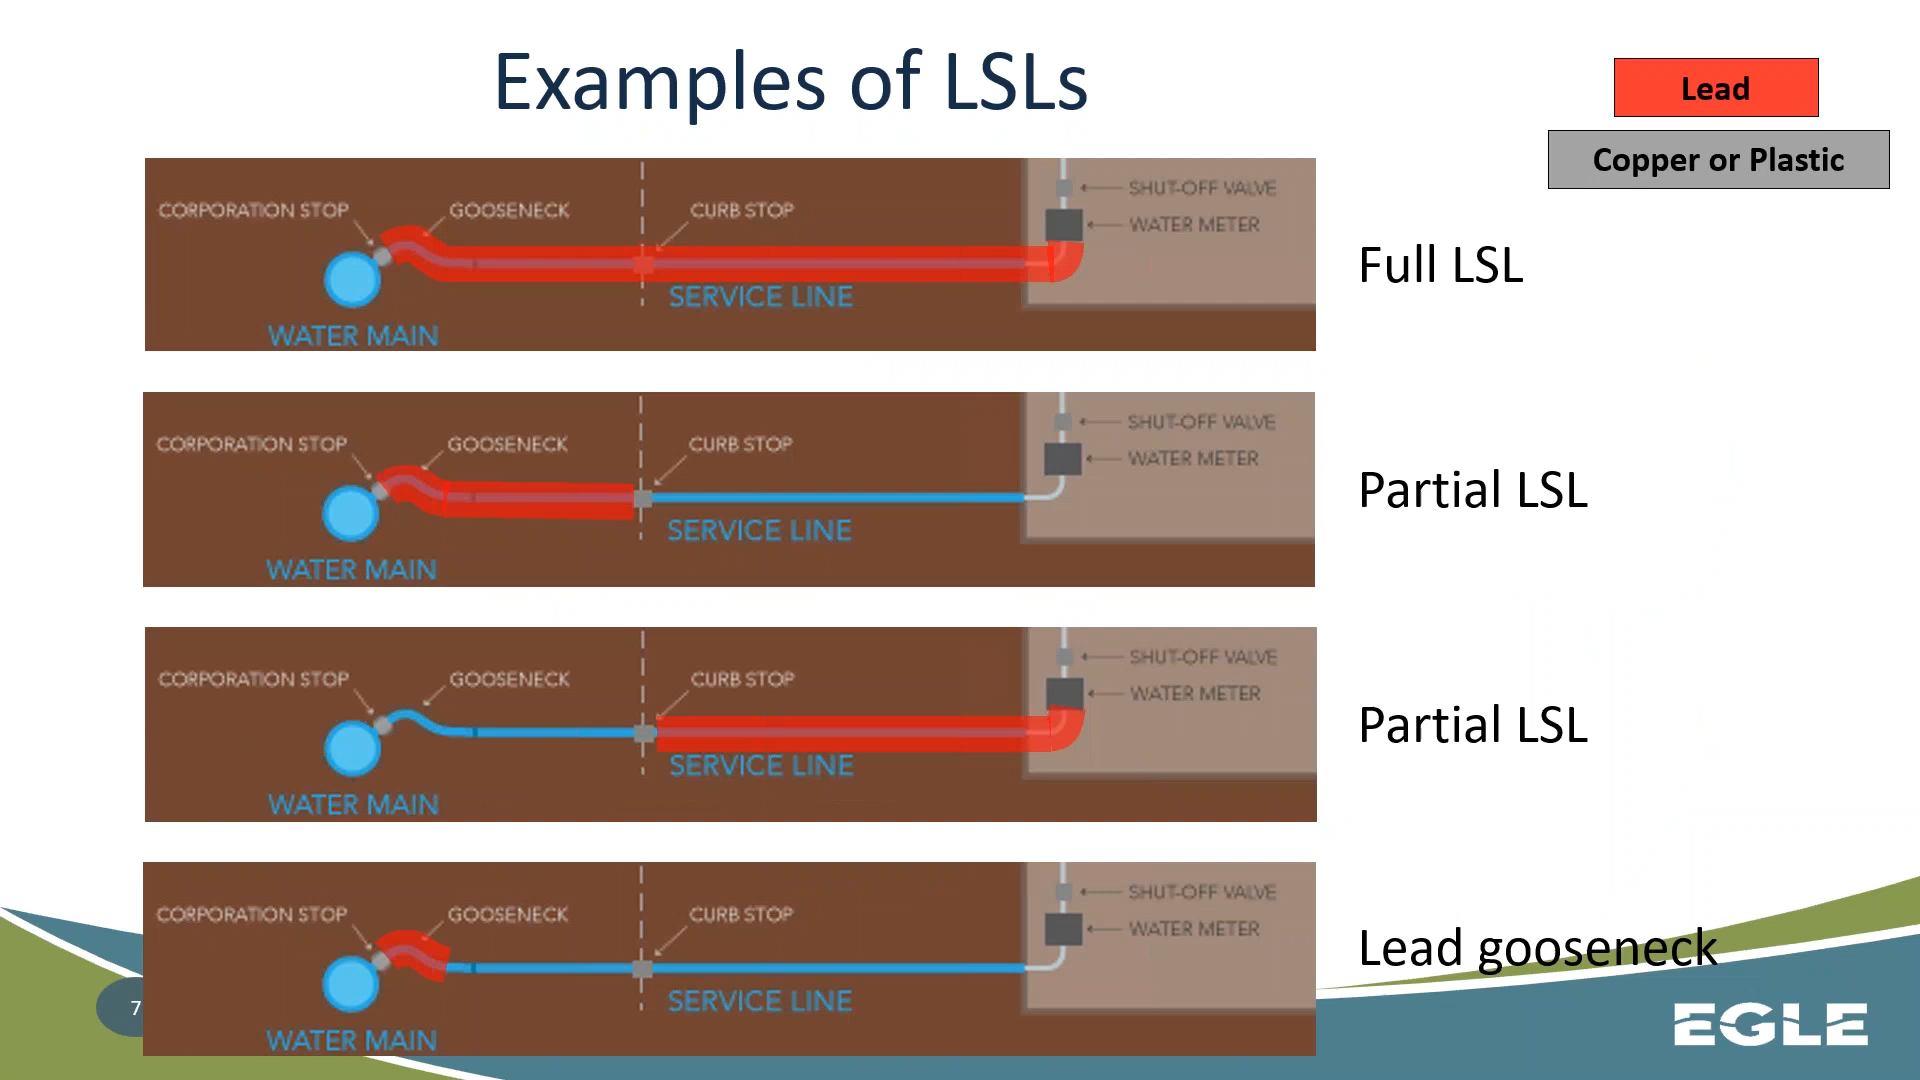 Examples of LSLs
Lead
Copper or Plastic
CORPORATION STOP
GOOSENECK
CURB STOP
SHUT-OFF VALVE
WATER METER
SERVICE LINE
WATER MAIN
Full LSL
CORPORATION STOP
GOOSENECK
CURB STOP
SHUT-OFF VALVE
WATER METER
SERVICE LINE
WATER MAIN
Partial LSL
CORPORATION STOP
GOOSENECK
CURB STOP
SHUT-OFF VALVE
WATER METER
SERVICE LINE
WATER MAIN
Partial LSL
CORPORATION STOP
GOOSENECK
CURB STOP
SHUT-OFF VALVE
WATER METER
SERVICE LINE
WATER MAIN
Lead gooseneck
7
EGLE